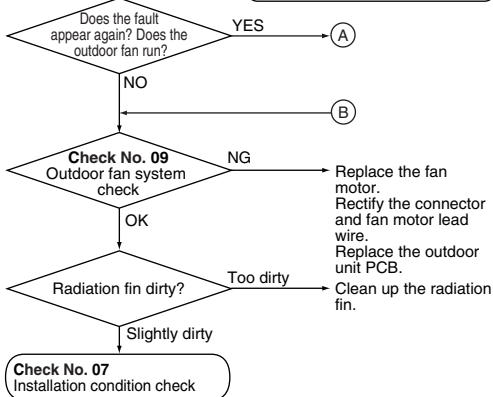 Does the fault
appear again? Does the
outdoor fan run?
YES
A
NO
B
Check No. 09
Outdoor fan system
check
NG
Replace the fan
motor.
Rectify the connector
and fan motor lead
wire.
Replace the outdoor
unit PCB.
OK
Radiation fin dirty?
Too dirty
Clean up the radiation
fin.
Slightly dirty
Check No. 07
Installation condition check